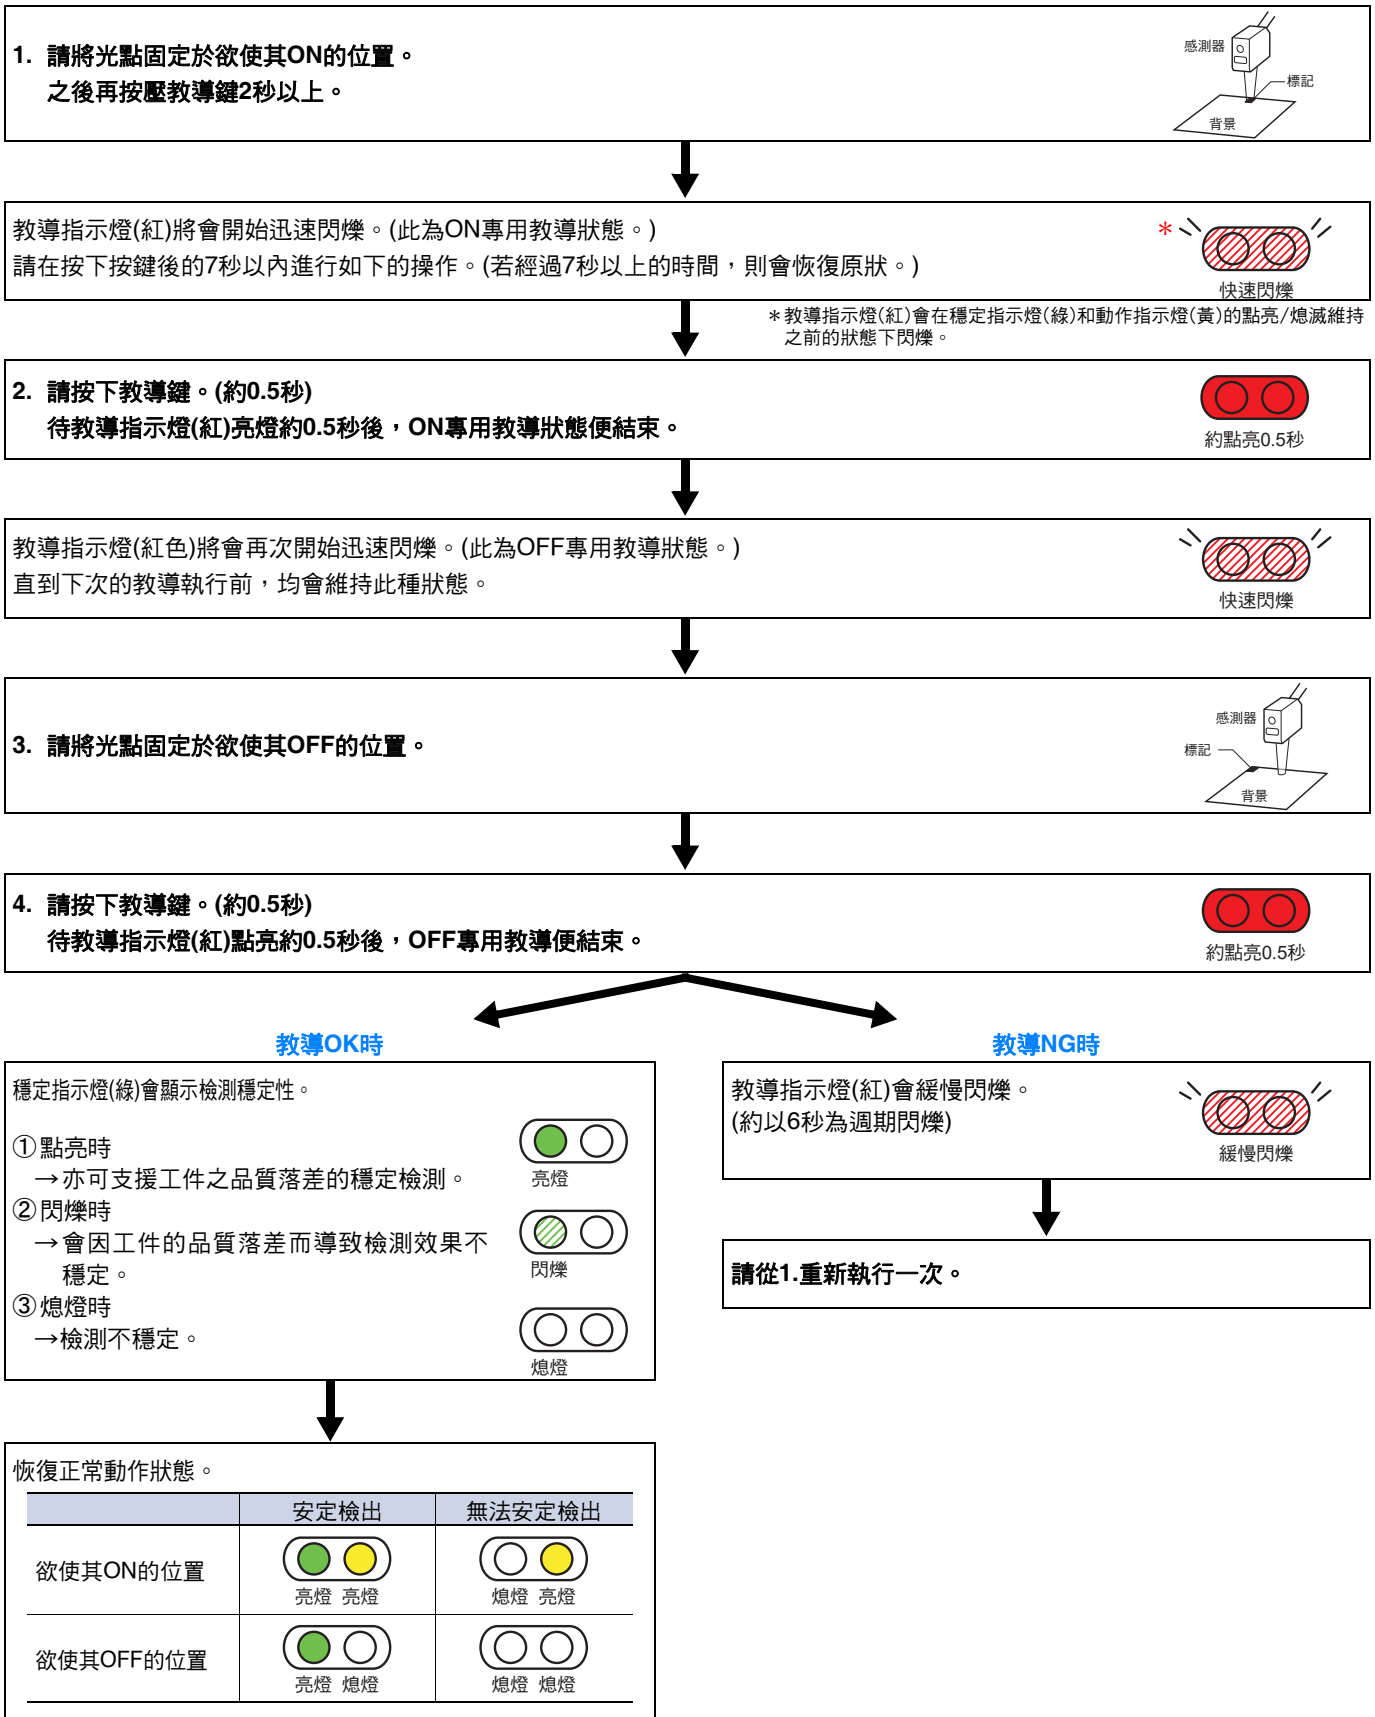 1. 請將光點固定於欲使其ON的位置。
之後再按壓教導鍵2秒以上。
感測器
標記
背景
教導指示燈(紅)將會開始迅速閃爍。(此為ON專用教導狀態。)
請在按下按鍵後的7秒以內進行如下的操作。(若經過7秒以上的時間，則會恢復原狀。)
*
快速閃爍
*教導指示燈(紅)會在穩定指示燈(綠)和動作指示燈(黃)的點亮/熄滅維持
之前的狀態下閃爍。
2. 請按下教導鍵。(約0.5秒)
待教導指示燈(紅)亮燈約0.5秒後，ON專用教導狀態便結束。
約點亮0.5秒
教導指示燈(紅色)將會再次開始迅速閃爍。(此為OFF專用教導狀態。)
直到下次的教導執行前，均會維持此種狀態。
快速閃爍
3. 請將光點固定於欲使其OFF的位置。
感測器
標記
背景
4. 請按下教導鍵。(約0.5秒)
待教導指示燈(紅)點亮約0.5秒後，OFF專用教導便結束。
約點亮0.5秒
教導OK時
穩定指示燈(綠)會顯示檢測穩定性。
①點亮時
→亦可支援工件之品質落差的穩定檢測。
亮燈
②閃爍時
→會因工件的品質落差而導致檢測效果不
穩定。
閃爍
③熄燈時
→檢測不穩定。
熄燈
教導NG時
教導指示燈(紅)會緩慢閃爍。
(約以6秒為週期閃爍)
緩慢閃爍
請從1.重新執行一次。
恢復正常動作狀態。
安定檢出 無法安定檢出
欲使其ON的位置
亮燈 亮燈 熄燈 亮燈
欲使其OFF的位置
亮燈 熄燈 熄燈 熄燈